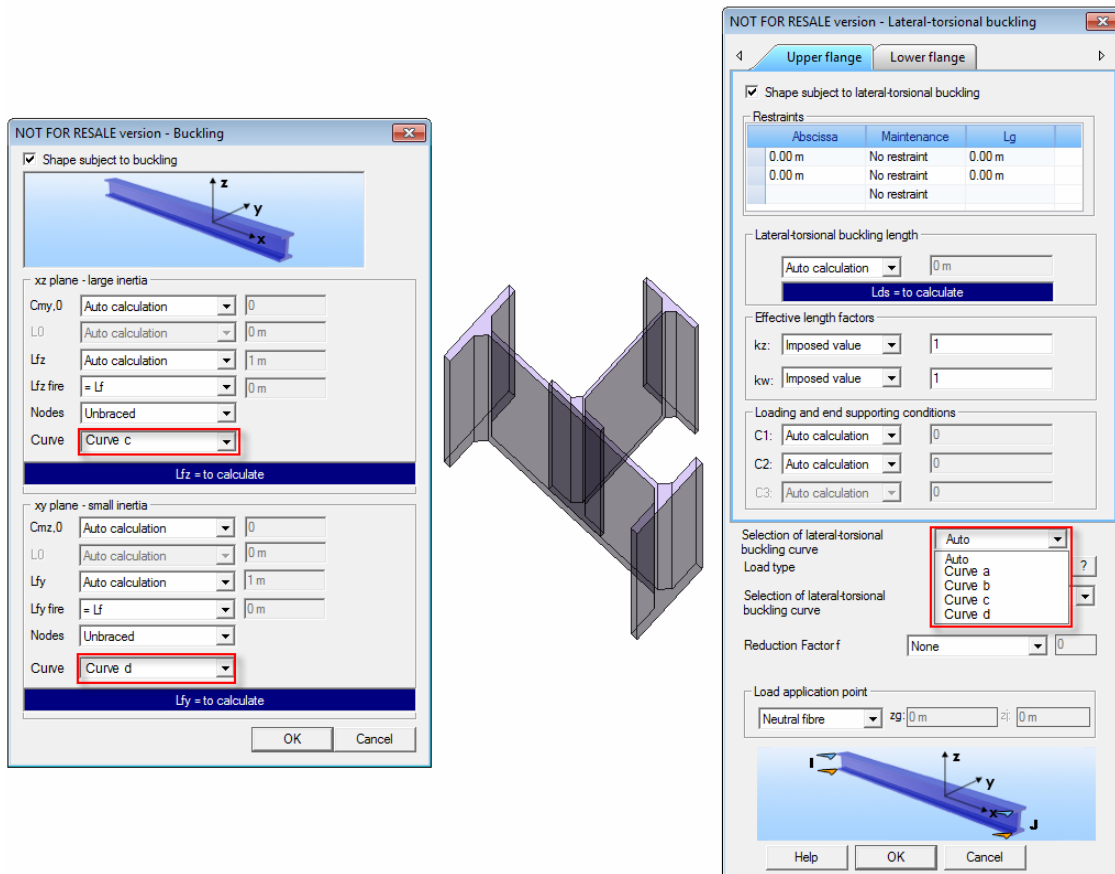 NOT FOR RESALE version - Buckling
Shape subject to buckling
z
y
x
xz plane - large inertia
Cmy,0 Auto calculation 0
L0 Auto calculation 0 m
Lfz Auto calculation 1 m
Lfz fire = Lf 0 m
Nodes Unbraced
Curve Curve c
Lfz = to calculate
xy plane - small inertia
Cmz,0 Auto calculation 0
L0 Auto calculation 0 m
Lfy Auto calculation 1 m
Lfy fire = Lf 0 m
Nodes Unbraced
Curve Curve d
Lfy = to calculate
OK Cancel
NOT FOR RESALE version - Lateral-torsional buckling
Upper flange Lower flange
Shape subject to lateral-torsional buckling
Restraints
Abscissa Maintenance Lg
0.00 m No restraint 0.00 m
0.00 m No restraint 0.00 m
No restraint
Lateral-torsional buckling length
Auto calculation 0 m
Lds = to calculate
Effective length factors
kz: Imposed value 1
kw: Imposed value 1
Loading and end supporting conditions
C1: Auto calculation 0
C2: Auto calculation 0
C3: Auto calculation 0
Selection of lateral-torsional
buckling curve
Auto
Auto
Curve a
Curve b
Curve c
Curve d
Load type ?
Selection of lateral-torsional
buckling curve
Reduction Factor f None 0
Load application point
Neutral fibre zg: 0 m zj: 0 m
I
z
y
x
J
Help OK Cancel